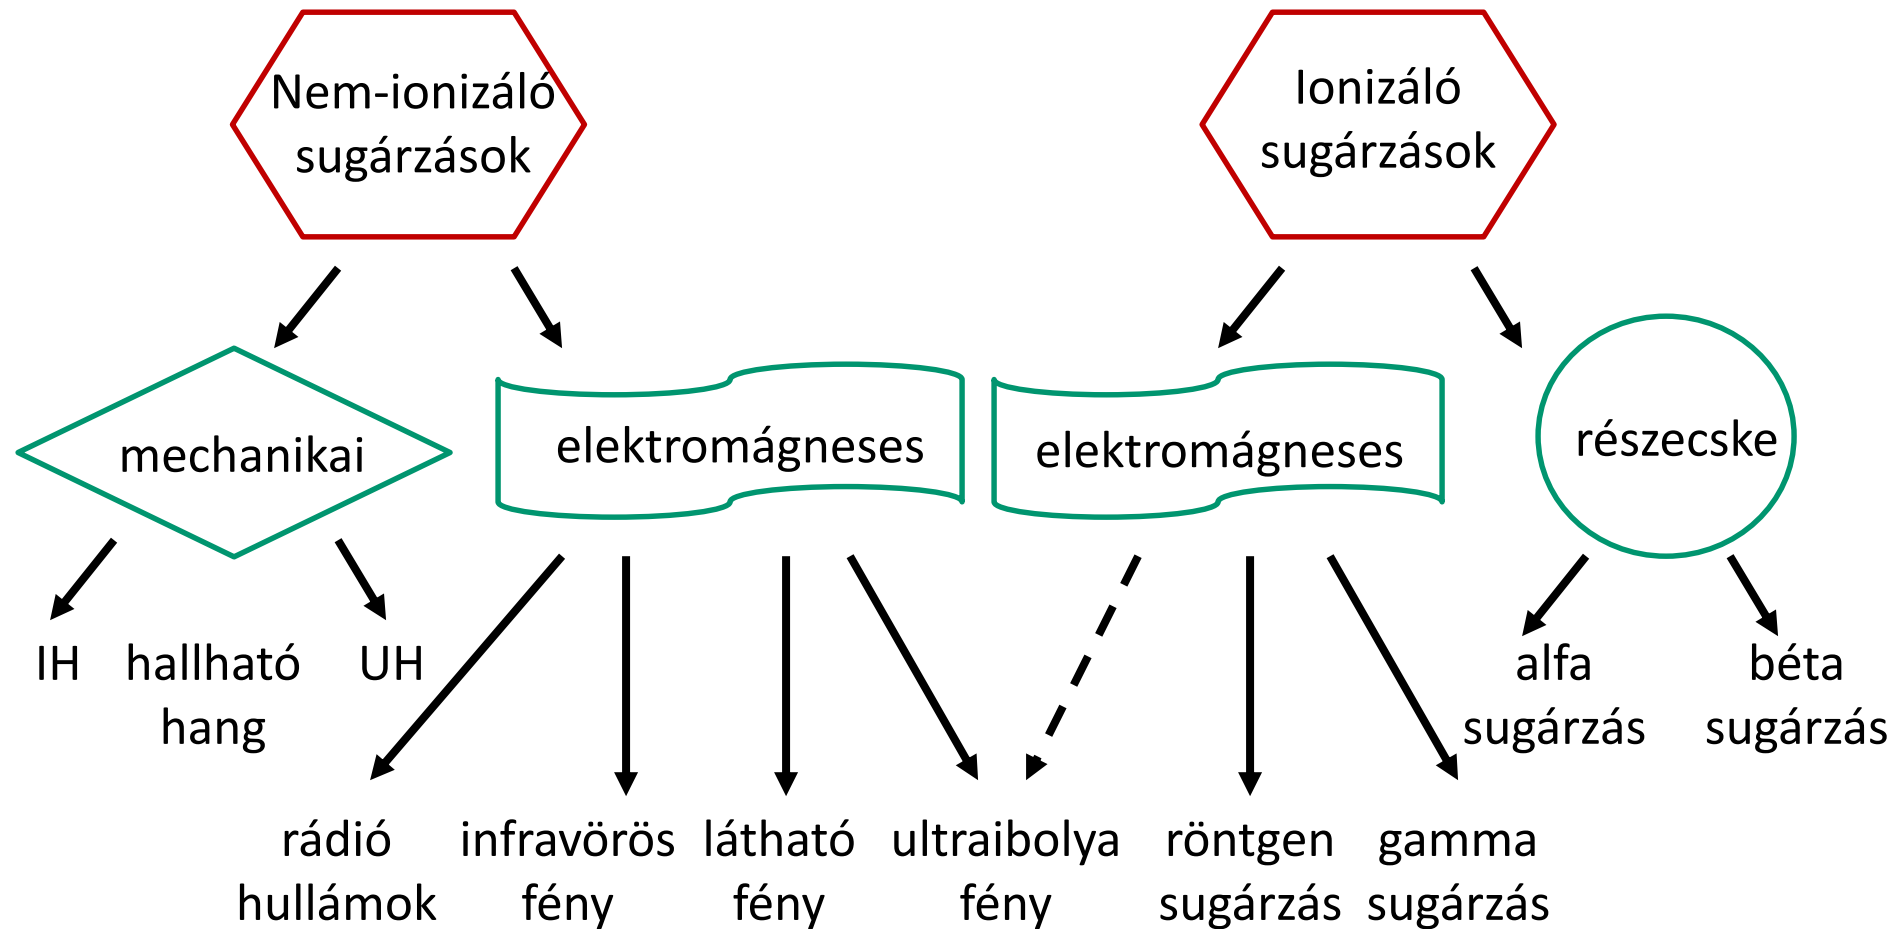 Nem-ionizáló
sugárzások
Ionizáló
sugárzások
mechanikai
elektromágneses
elektromágneses
részecske
IH
hallható
hang
UH
alfa
sugárzás
béta
sugárzás
rádió
hullámok
infravörös
fény
látható
fény
ultraibolya
fény
röntgen
sugárzás
gamma
sugárzás